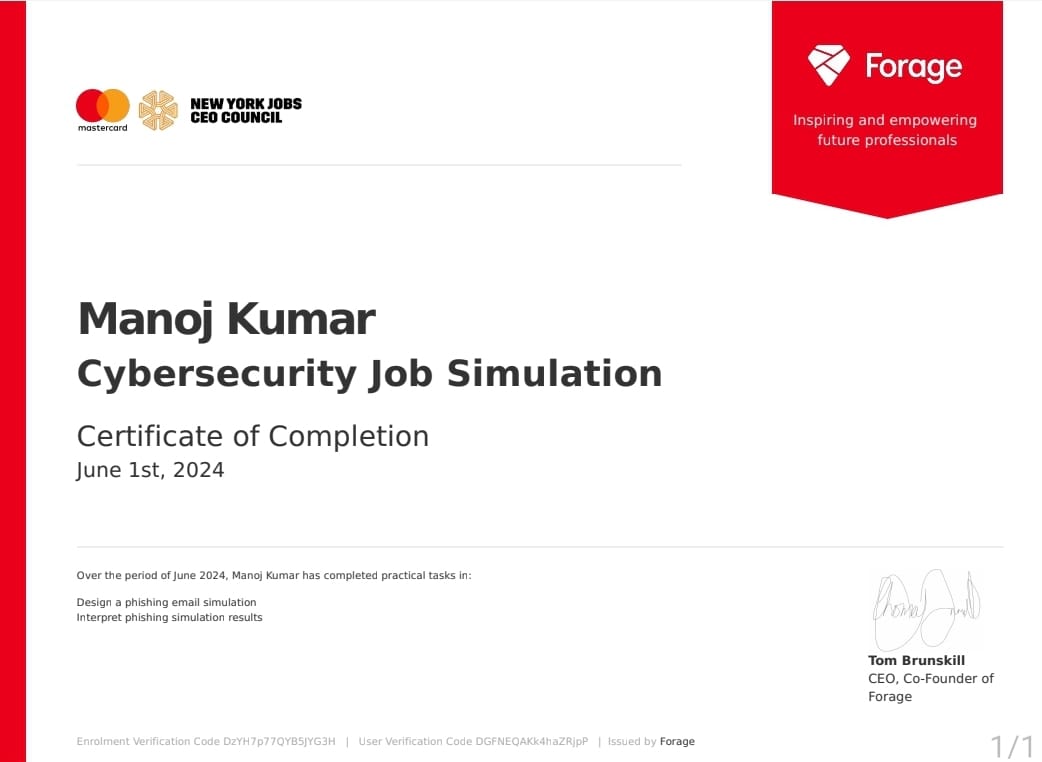 mastercard
NEW YORK JOBS
CEO COUNCIL
Forage
Inspiring and empowering
future professionals
Manoj Kumar
Cybersecurity Job Simulation
Certificate of Completion
June 1st, 2024
Over the period of June 2024, Manoj Kumar has completed practical tasks in:
Design a phishing email simulation
Interpret phishing simulation results
Tom Brunskill
CEO, Co-Founder of
Forage
Enrolment Verification Code DzYH7p77QYB5JYG3H | User Verification Code DGFNEQAKk4haZRjpP | Issued by Forage
1/1